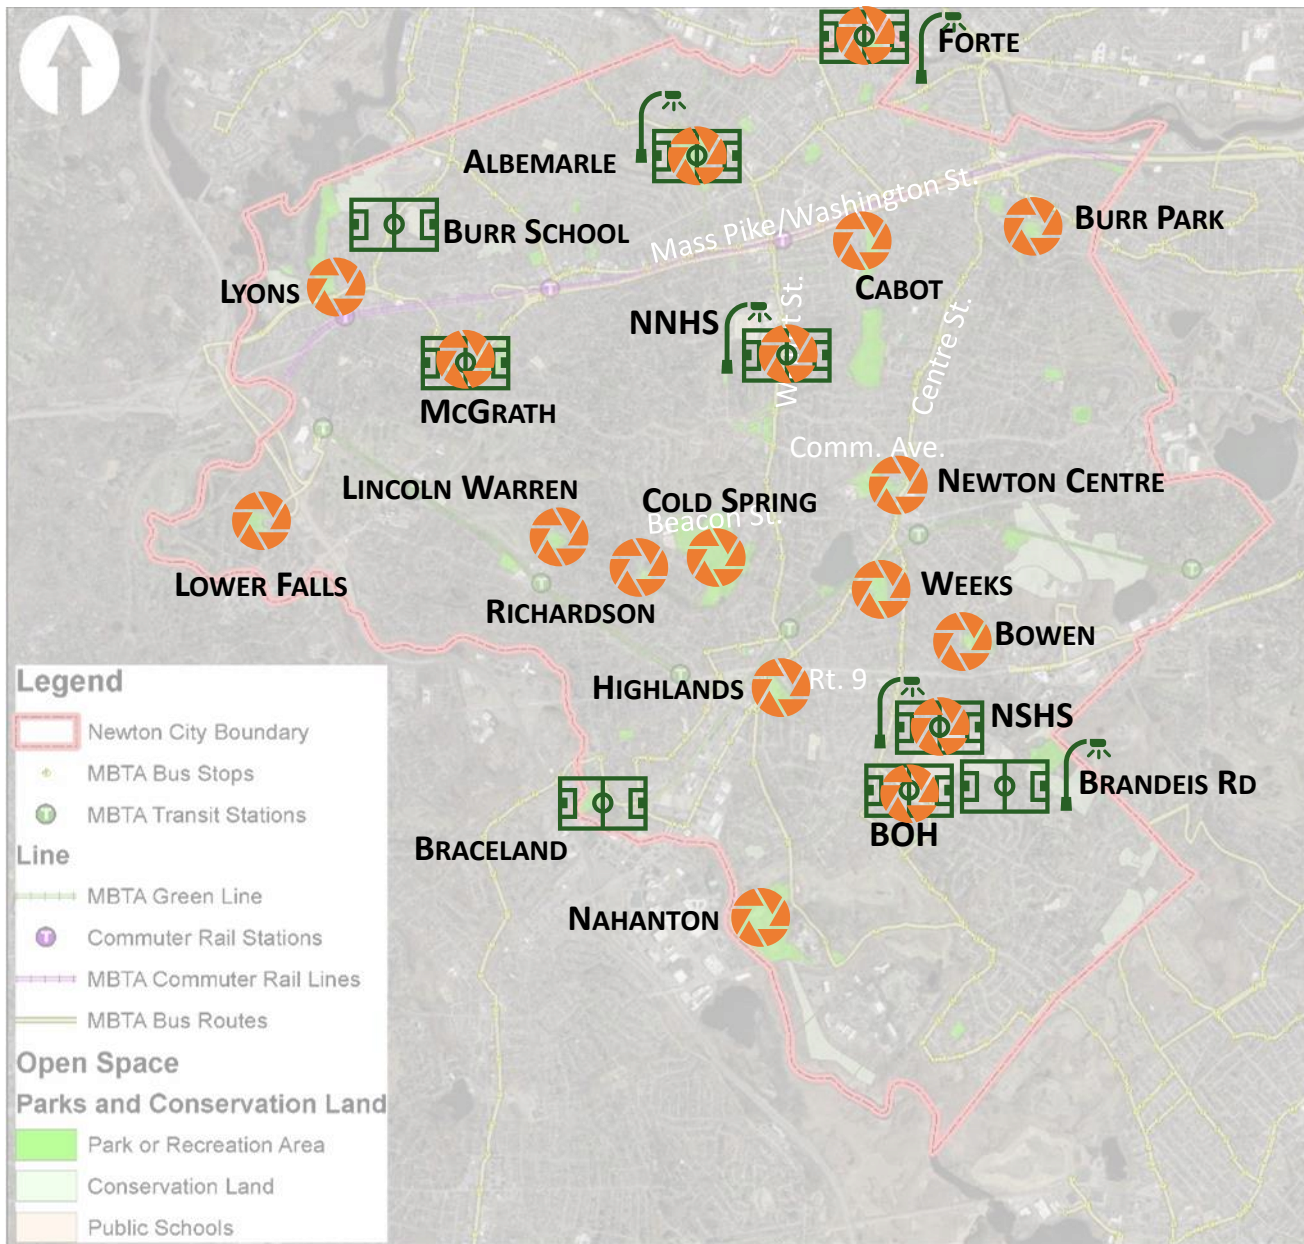 FORTE
ALBEMARLE
BURR SCHOOL
Mass Pike/Washington St.
BURR PARK
LYONS
CABOT
NNHS
St.
Centre St.
MCGRATH
Comm. Ave.
LINCOLN WARREN
COLD SPRING
NEWTON CENTRE
Beacon St.
LOWER FALLS
RICHARDSON
WEEKS
BOWEN
HIGHLANDS
Rt. 9
NSHS
BRANDEIS RD
BOH
BRACELAND
NAHANTON
Legend
Newton City Boundary
MBTA Bus Stops
T MBTA Transit Stations
Line
MBTA Green Line
T Commuter Rail Stations
MBTA Commuter Rail Lines
MBTA Bus Routes
Open Space
Parks and Conservation Land
Park or Recreation Area
Conservation Land
Public Schools